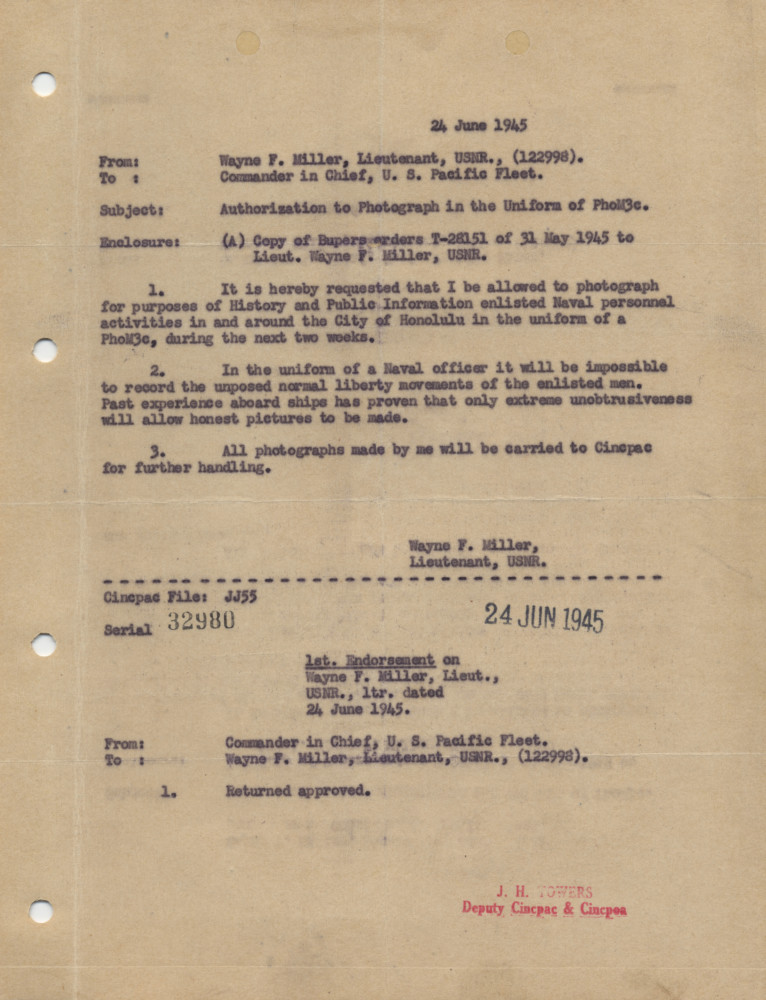 24 June 1945
From: Wayne F. Miller, Lieutenant, USNR., (122998).
To : Commander in Chief, U. S. Pacific Fleet.
Subject: Authorization to Photograph in the Uniform of PhoM3c.
Enclosure: (A) Copy of Bupers orders T-28151 of 31 May 1945 to
Lieut. Wayne F. Miller, USNR.
1. It is hereby requested that I be allowed to photograph
for purposes of History and Public Information enlisted Naval personnel
activities in and around the City of Honolulu in the uniform of a
PhoM3c, during the next two weeks.
2. In the uniform of a Naval officer it will be impossible
to record the unposed normal liberty movements of the enlisted men.
Past experience aboard ships has proven that only extreme unobtrusiveness
will allow honest pictures to be made.
3. All photographs made by me will be carried to Cincpac
for further handling.
Wayne F. Miller,
Lieutenant, USNR.
Cincpac File: JJ55
Serial 32980 24 JUN 1945
1st. Endorsement on
Wayne F. Miller, Lieut.,
USNR., ltr. dated
24 June 1945.
From: Commander in Chief, U. S. Pacific Fleet.
To : Wayne F. Miller, Lieutenant, USNR., (122998).
1. Returned approved.
J. H. TOWERS
Deputy Cincpac & Cincpoa